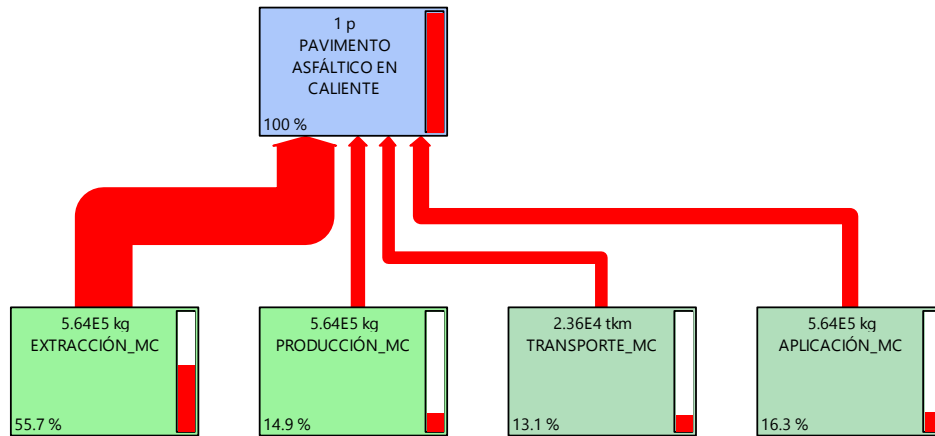 1 p
PAVIMENTO
ASFÁLTICO EN
CALIENTE
100 %
5.64E5 kg
EXTRACCIÓN_MC
55.7 %
5.64E5 kg
PRODUCCIÓN_MC
14.9 %
2.36E4 tkm
TRANSPORTE_MC
13.1 %
5.64E5 kg
APLICACIÓN_MC
16.3 %